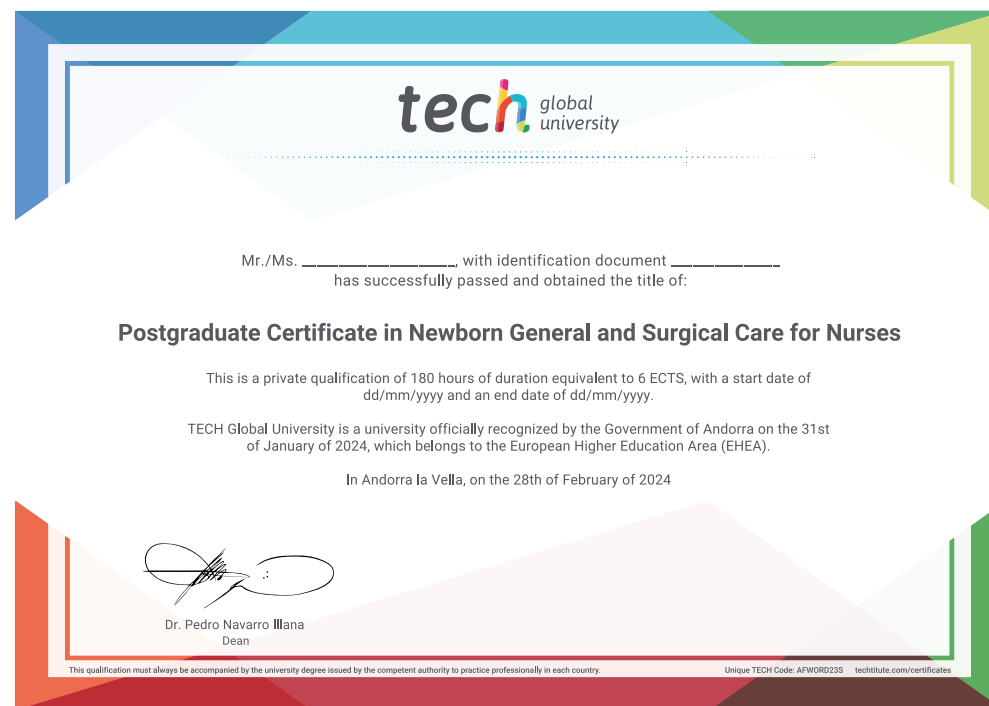 tech global university
Mr./Ms. ____________________, with identification document ______________
has successfully passed and obtained the title of:
Postgraduate Certificate in Newborn General and Surgical Care for Nurses
This is a private qualification of 180 hours of duration equivalent to 6 ECTS, with a start date of
dd/mm/yyyy and an end date of dd/mm/yyyy.
TECH Global University is a university officially recognized by the Government of Andorra on the 31st
of January of 2024, which belongs to the European Higher Education Area (EHEA).
In Andorra la Vella, on the 28th of February of 2024
Dr. Pedro Navarro Illana
Dean
This qualification must always be accompanied by the university degree issued by the competent authority to practice professionally in each country.
Unique TECH Code: AFWORD23S techtitute.com/certificates